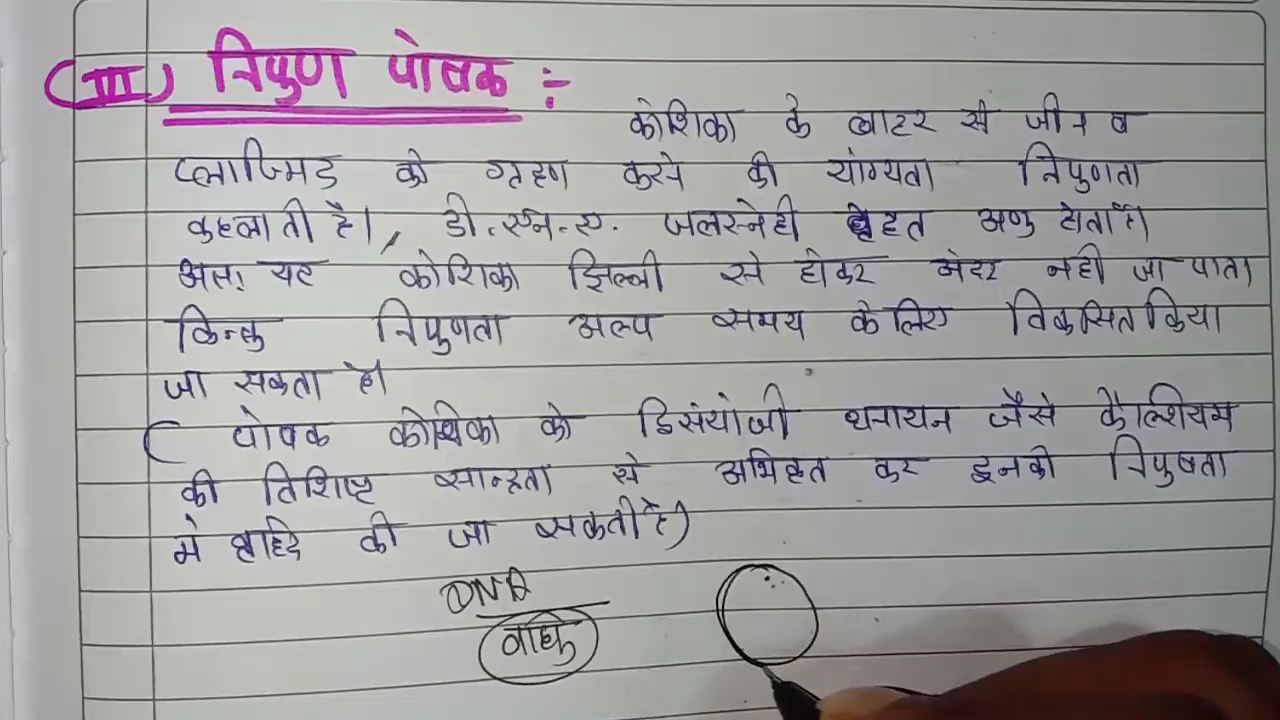 (III) निपुण पोषक :-
कोशिका के बाहर से जीन व
प्लाज्मिड को ग्रहण करने की योग्यता निपुणता
कहलाती है। डी.एन.ए. जलस्नेही बृहत अणु होता है।
अतः यह कोशिका झिल्ली से होकर अंदर नही जा पाता
किन्तु निपुणता अल्प समय के लिए विकसित किया
जा सकता है।
( पोषक कोशिका को द्विसंयोजी धनायन जैसे कैल्शियम
की विशिष्ट सान्द्रता से अभिकृत कर इनको निपुणता
मे वृद्धि की जा सकती है)
DNA